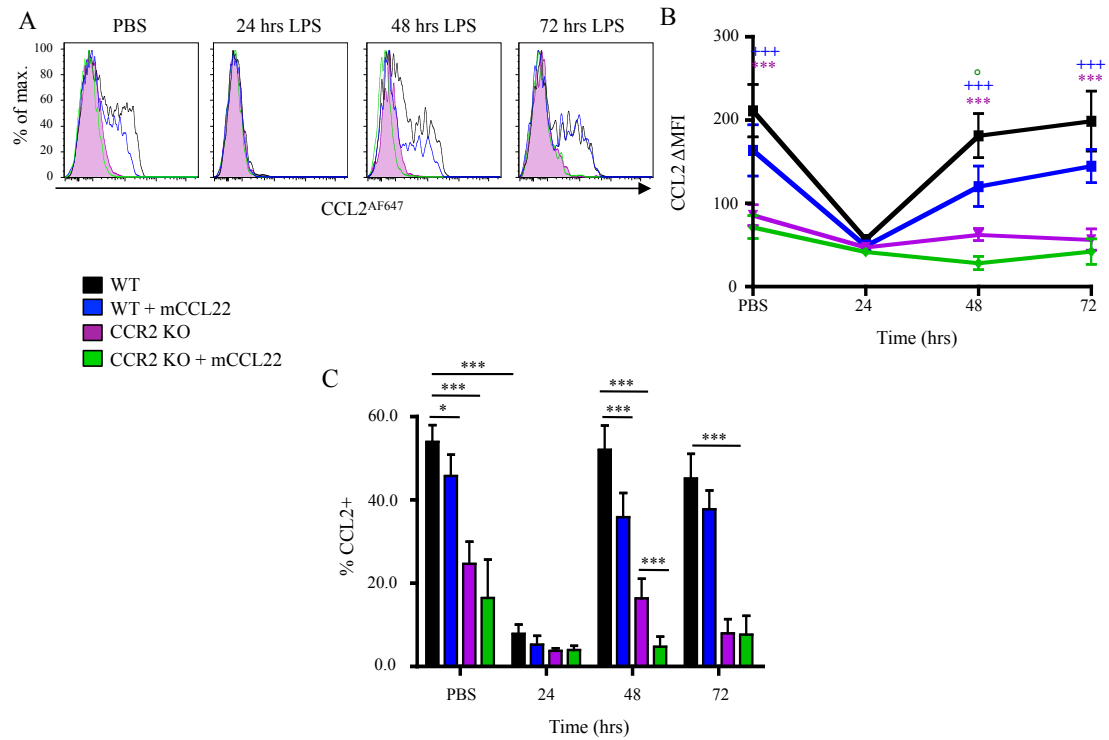 A
PBS
24 hrs LPS
48 hrs LPS
72 hrs LPS
% of max.
100
80
60
40
20
0
CCL2AF647
B
CCL2 ΔMFI
300
200
100
0
+++
***
°
+++
***
+++
***
PBS
24
48
72
Time (hrs)
WT
WT + mCCL22
CCR2 KO
CCR2 KO + mCCL22
C
% CCL2+
60.0
40.0
20.0
0.0
***
***
*
***
***
***
***
PBS
24
48
72
Time (hrs)